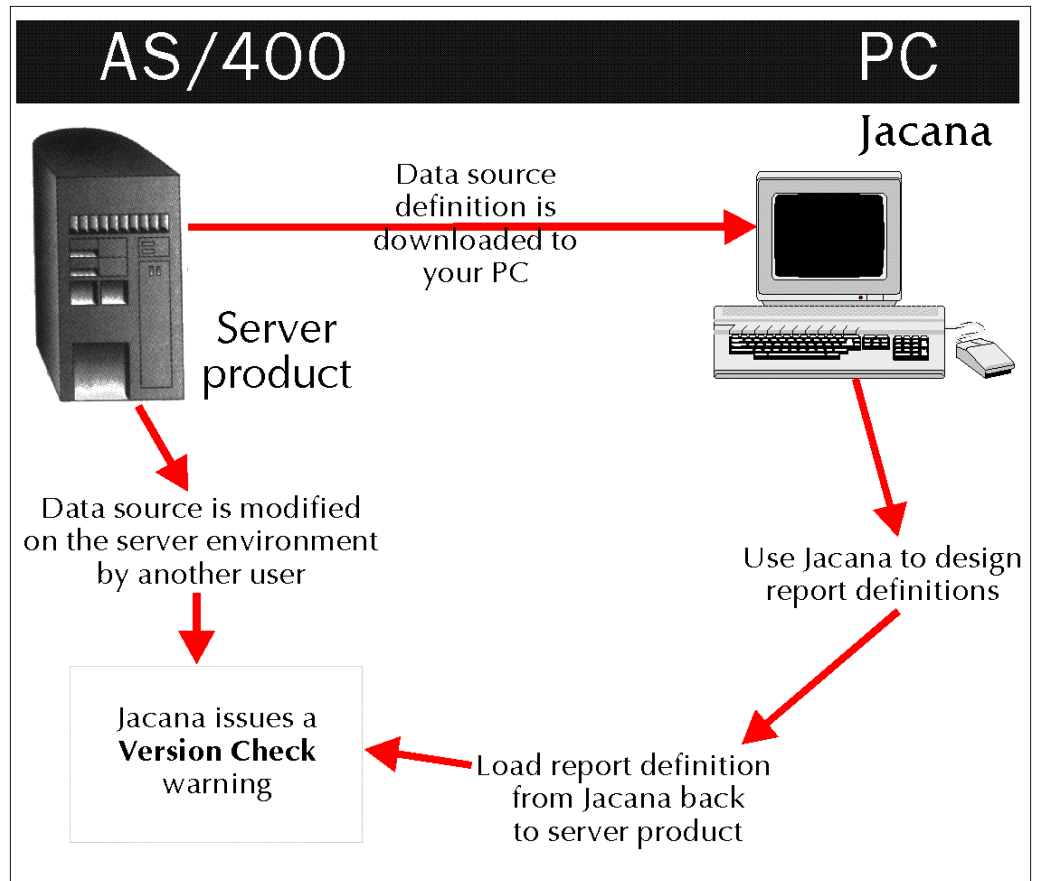 AS/400
PC
Jacana
Data source
definition is
downloaded to
your PC
Server
product
Data source is modified
on the server environment
by another user
Use Jacana to design
report definitions
Jacana issues a
Version Check
warning
Load report definition
from Jacana back
to server product